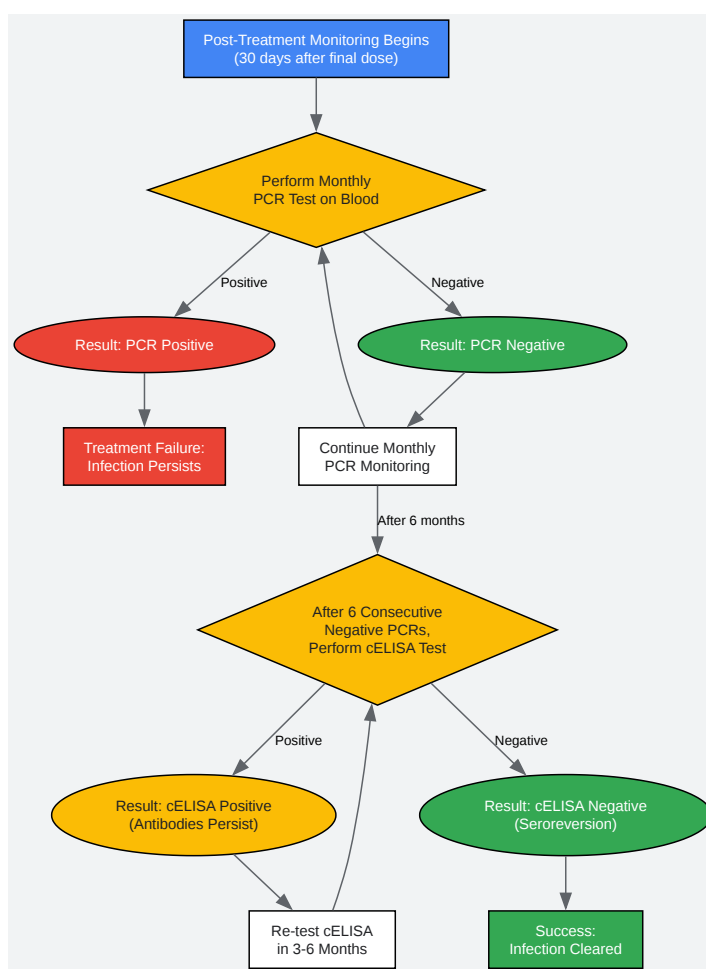 Post-Treatment Monitoring Begins
(30 days after final dose)
Perform Monthly
PCR Test on Blood
Positive
Negative
Result: PCR Positive
Result: PCR Negative
Treatment Failure:
Infection Persists
Continue Monthly
PCR Monitoring
After 6 months
After 6 Consecutive
Negative PCRs,
Perform cELISA Test
Positive
Negative
Result: cELISA Positive
(Antibodies Persist)
Result: cELISA Negative
(Seroreversion)
Re-test cELISA
in 3-6 Months
Success:
Infection Cleared